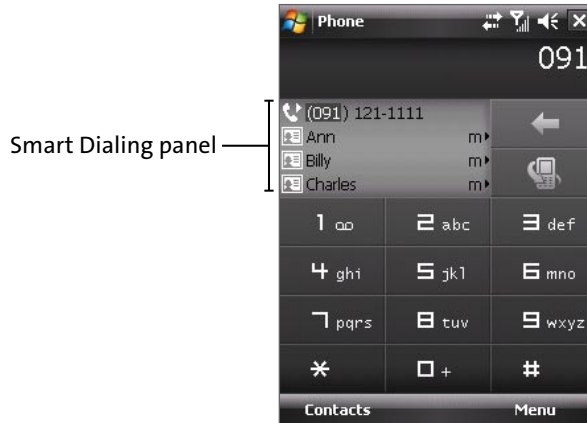 Phone
091
Smart Dialing panel
(091) 121-1111
Ann m
Billy m
Charles m
1 2 abc 3 def
4 ghi 5 jkl 6 mno
7 pqrs 8 tuv 9 wxyz
* 0 + #
Contacts Menu